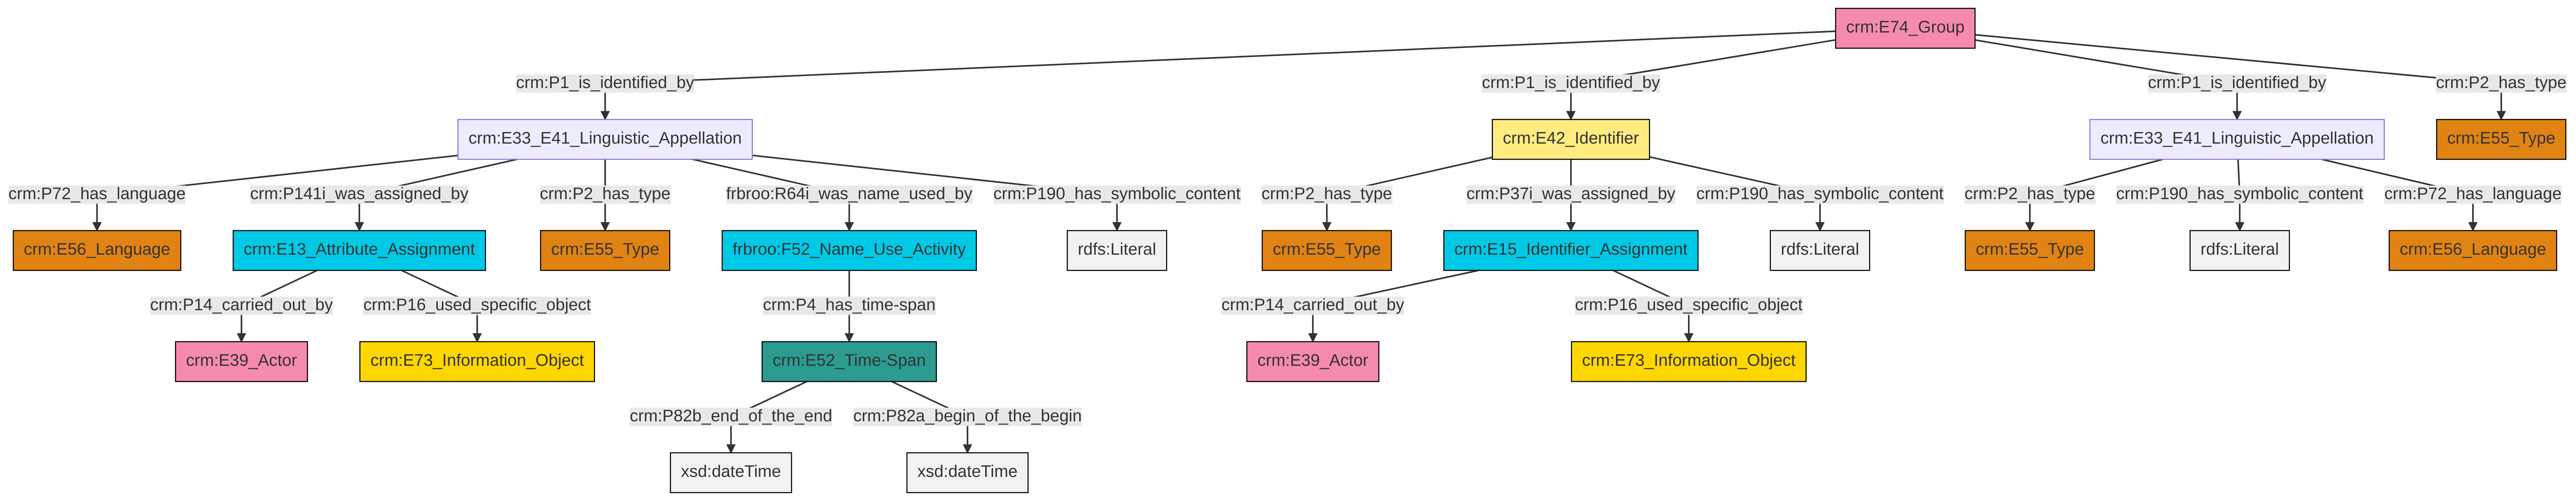 crm:E74_Group
crm:P1_is_identified_by
crm:P1_is_identified_by
crm:P1_is_identified_by
crm:P2_has_type
crm:E33_E41_Linguistic_Appellation
crm:E42_Identifier
crm:E33_E41_Linguistic_Appellation
crm:E55_Type
crm:P72_has_language
crm:P141i_was_assigned_by
crm:P2_has_type
frbroo:R64i_was_name_used_by
crm:P190_has_symbolic_content
crm:P2_has_type
crm:P37i_was_assigned_by
crm:P190_has_symbolic_content
crm:P2_has_type
crm:P190_has_symbolic_content
crm:P72_has_language
crm:E56_Language
crm:E13_Attribute_Assignment
crm:E55_Type
frbroo:F52_Name_Use_Activity
rdfs:Literal
crm:E55_Type
crm:E15_Identifier_Assignment
rdfs:Literal
crm:E55_Type
rdfs:Literal
crm:E56_Language
crm:P14_carried_out_by
crm:P16_used_specific_object
crm:P4_has_time-span
crm:P14_carried_out_by
crm:P16_used_specific_object
crm:E39_Actor
crm:E73_Information_Object
crm:E52_Time-Span
crm:E39_Actor
crm:E73_Information_Object
crm:P82b_end_of_the_end
crm:P82a_begin_of_the_begin
xsd:dateTime
xsd:dateTime